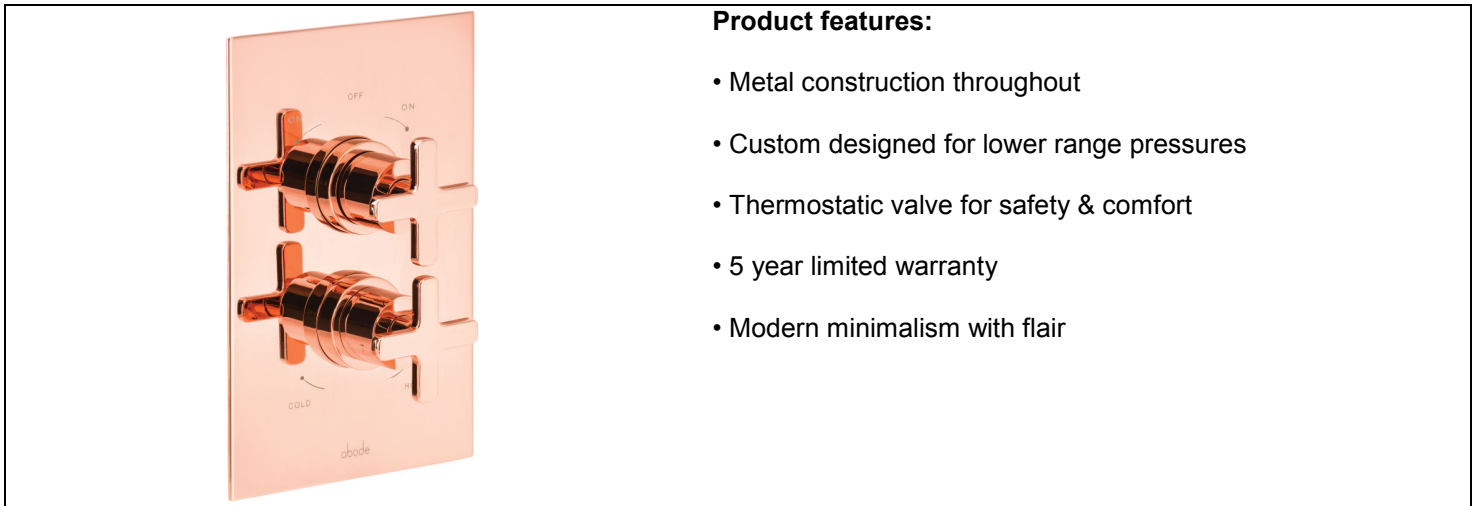 OFF
ON
ON
COLD
abode
Product features:
• Metal construction throughout
• Custom designed for lower range pressures
• Thermostatic valve for safety & comfort
• 5 year limited warranty
• Modern minimalism with flair